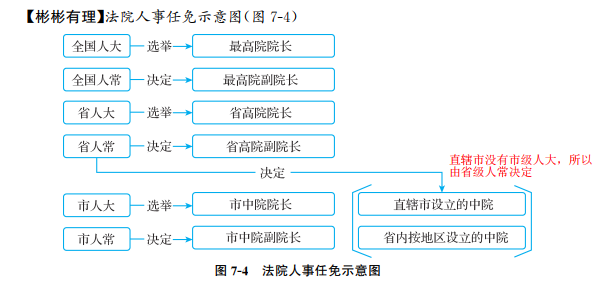 【彬彬有理】法院人事任免示意图(图 7-4)
全国人大 选举 最高院院长
全国人常 决定 最高院副院长
省人大 选举 省高院院长
省人常 决定 省高院副院长
决定
直辖市没有市级人大，所以
由省级人常决定
市人大 选举 市中院院长 直辖市设立的中院
市人常 决定 市中院副院长 省内按地区设立的中院
图 7-4 法院人事任免示意图